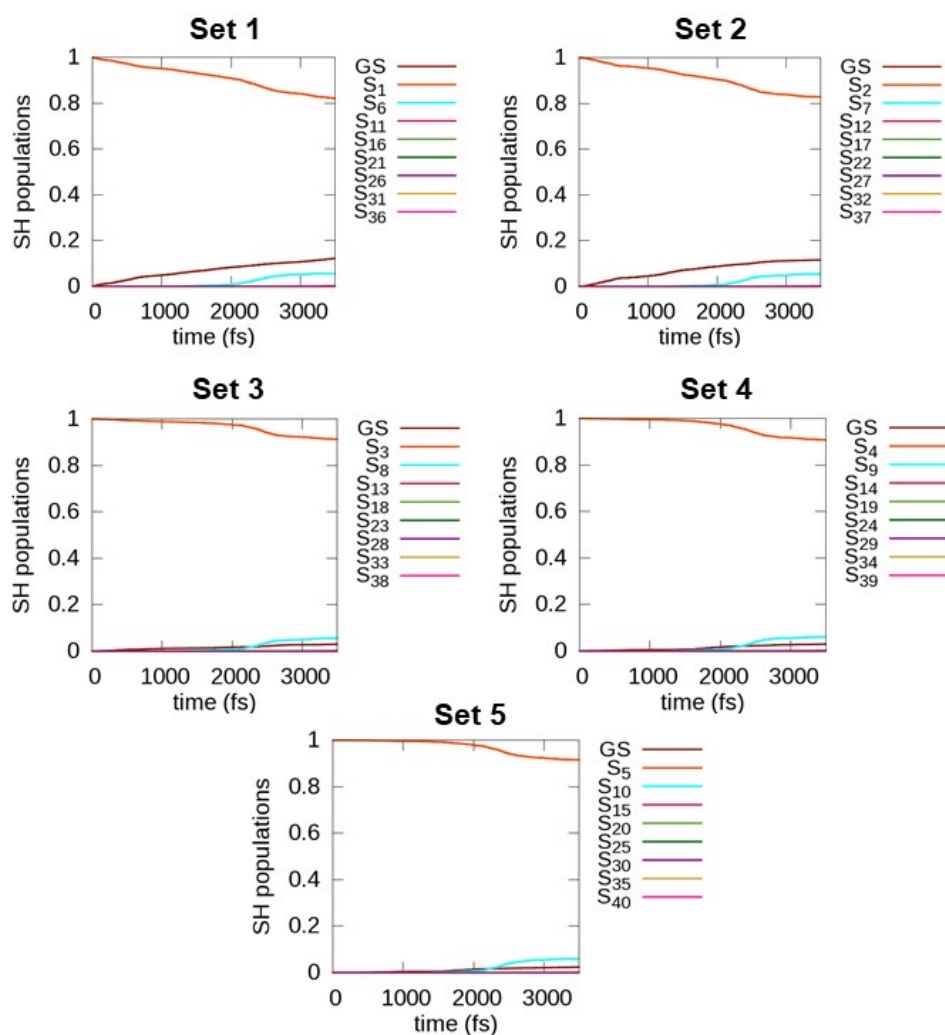 Set 1
SH populations
1
0.8
0.6
0.4
0.2
0
0 1000 2000 3000
time (fs)
GS
S1
S6
S11
S16
S21
S26
S31
S36
Set 2
SH populations
1
0.8
0.6
0.4
0.2
0
0 1000 2000 3000
time (fs)
GS
S2
S7
S12
S17
S22
S27
S32
S37
Set 3
SH populations
1
0.8
0.6
0.4
0.2
0
0 1000 2000 3000
time (fs)
GS
S3
S8
S13
S18
S23
S28
S33
S38
Set 4
SH populations
1
0.8
0.6
0.4
0.2
0
0 1000 2000 3000
time (fs)
GS
S4
S9
S14
S19
S24
S29
S34
S39
Set 5
SH populations
1
0.8
0.6
0.4
0.2
0
0 1000 2000 3000
time (fs)
GS
S5
S10
S15
S20
S25
S30
S35
S40